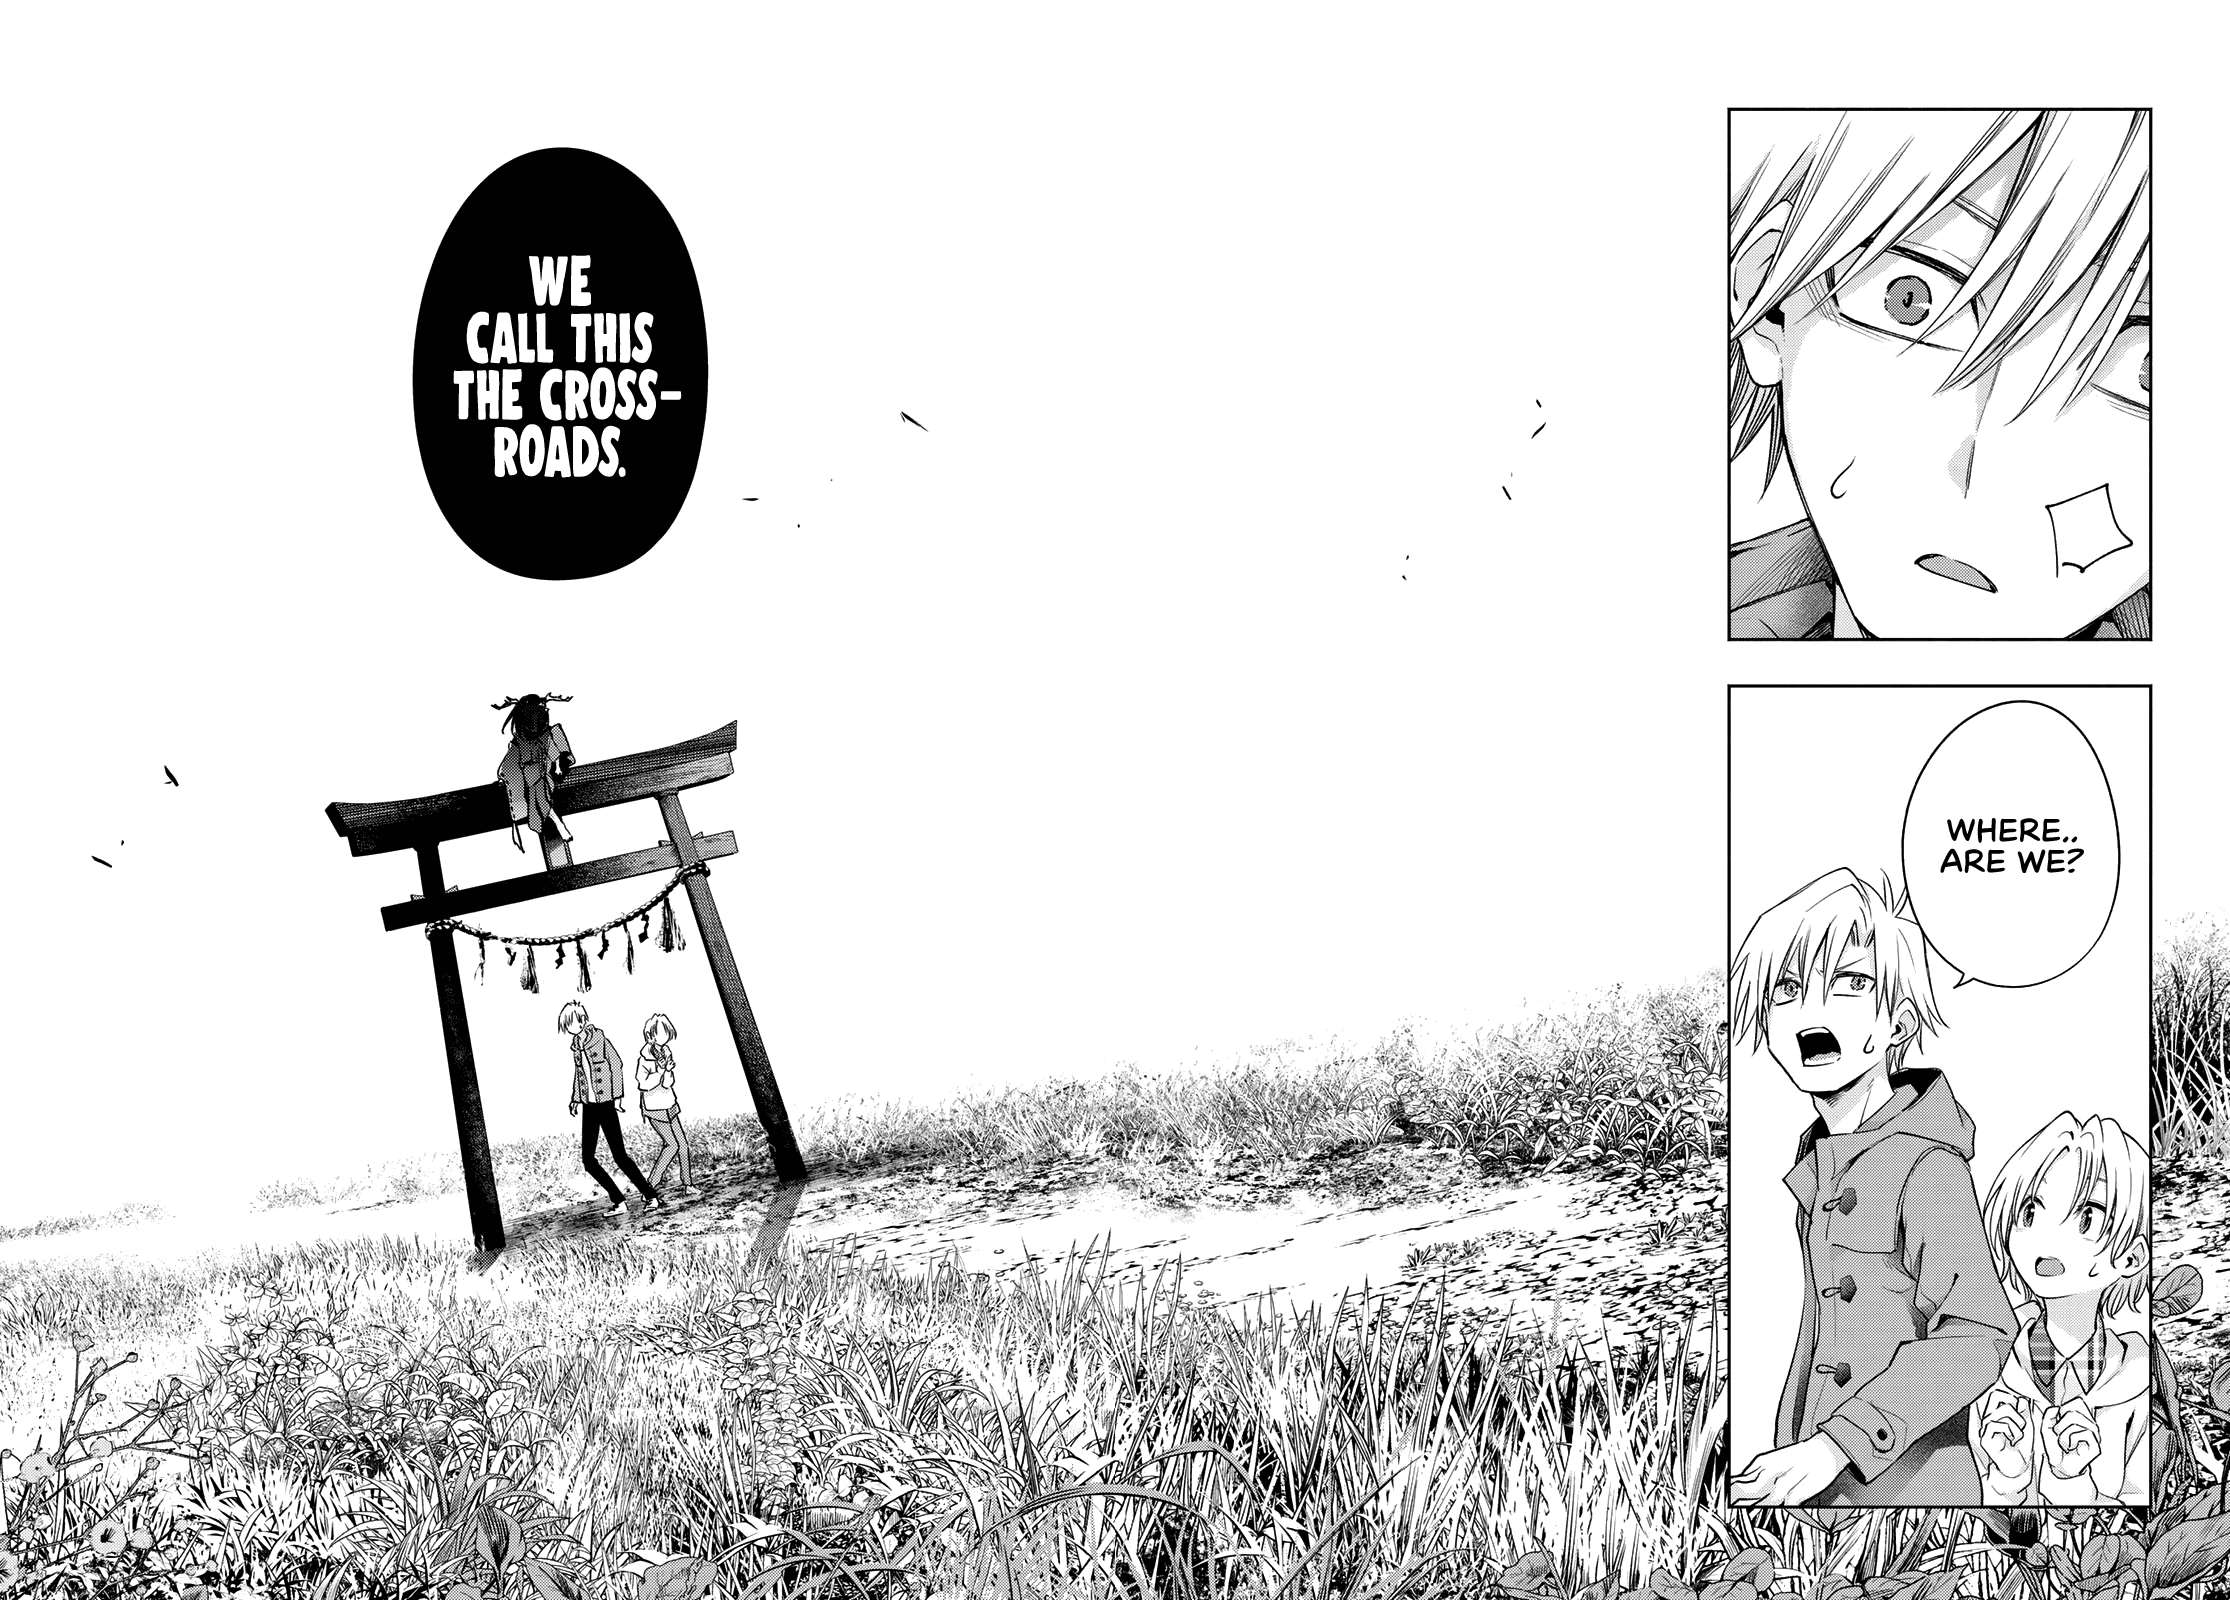 WHERE..
ARE WE?
WE
CALL THIS
THE CROSS-
ROADS.